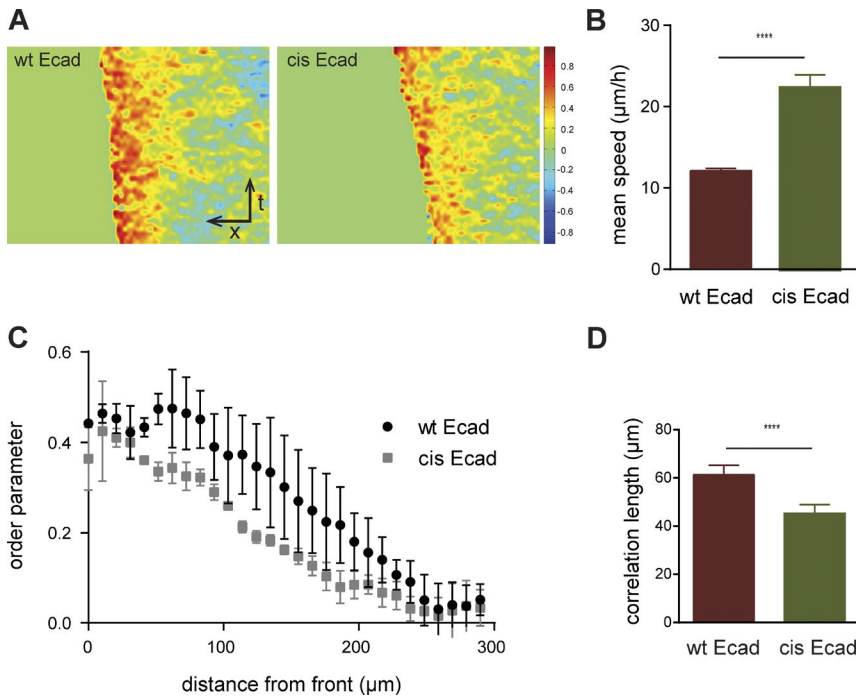 A
wt Ecad
cis Ecad
0.8
0.6
0.4
0.2
0
-0.2
-0.4
-0.6
-0.8
t
x
B
mean speed (µm/h)
30
20
10
0
****
wt Ecad
cis Ecad
C
order parameter
0.6
0.4
0.2
0.0
wt Ecad
cis Ecad
0
100
200
300
distance from front (µm)
D
correlation length (µm)
80
60
40
20
0
****
wt Ecad
cis Ecad